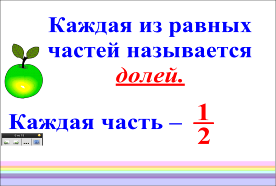 Каждая из равных
частей называется
долей.
Каждая часть – 1/2